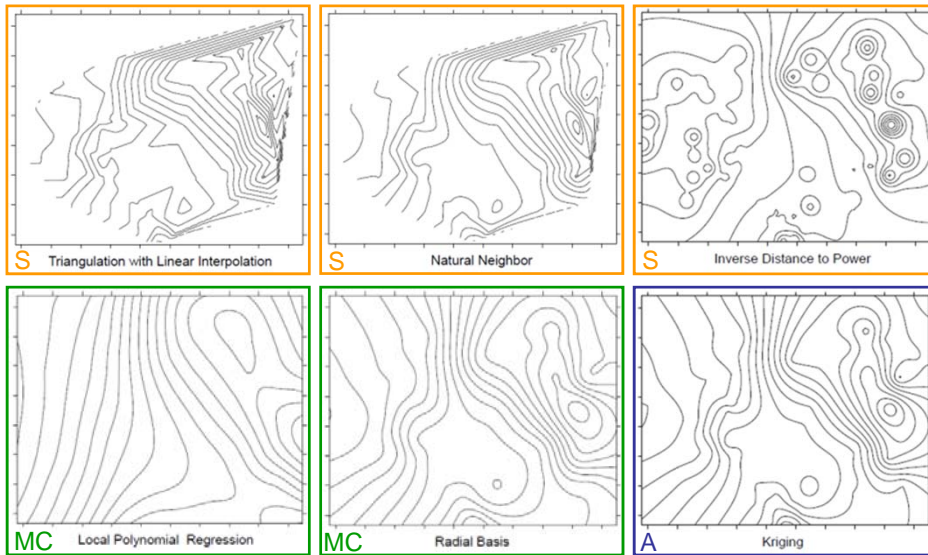 S Triangulation with Linear Interpolation
S Natural Neighbor
S Inverse Distance to Power
MC Local Polynomial Regression
MC Radial Basis
A Kriging